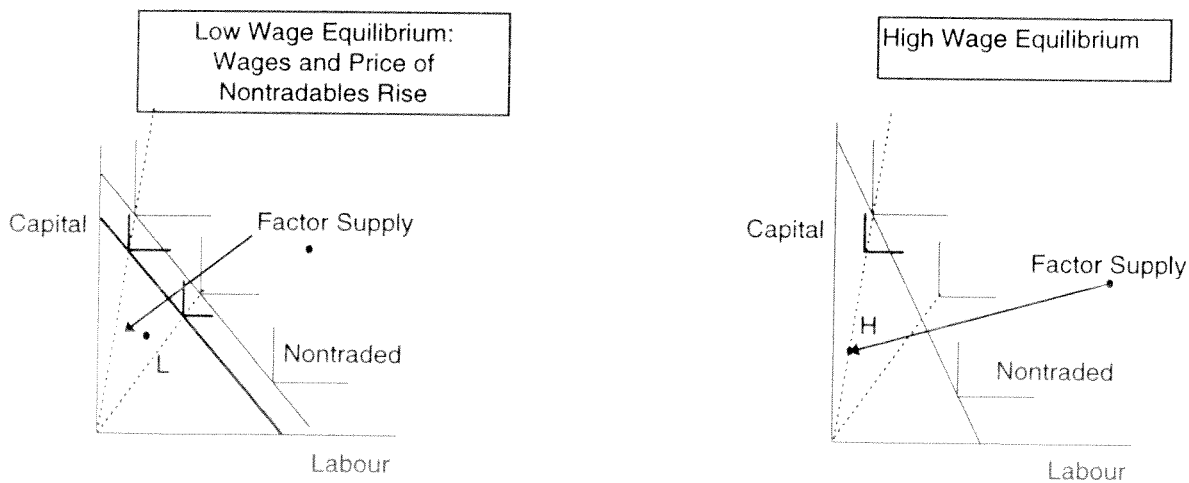 Low Wage Equilibrium:
Wages and Price of
Nontradables Rise
Capital
Factor Supply
L
Nontraded
Labour
High Wage Equilibrium
Capital
Factor Supply
H
Nontraded
Labour